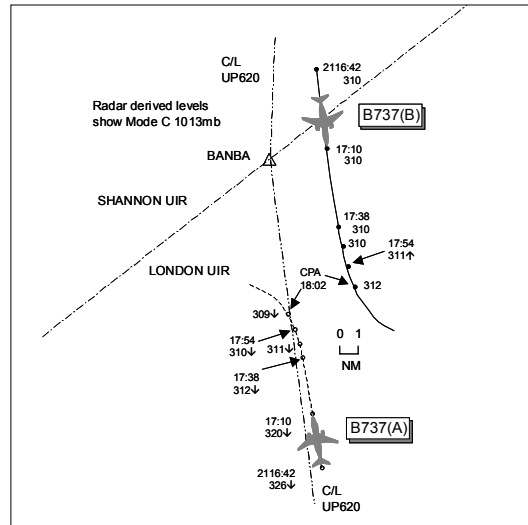 C/L
UP620
2116:42
310
Radar derived levels
show Mode C 1013mb
B737(B)
17:10
310
BANBA
SHANNON UIR
17:38
310
310
17:54
311↑
LONDON UIR
CPA
18:02
312
309↓
17:54
310↓
311↓
0 1
NM
17:38
312↓
17:10
320↓
B737(A)
2116:42
326↓
C/L
UP620